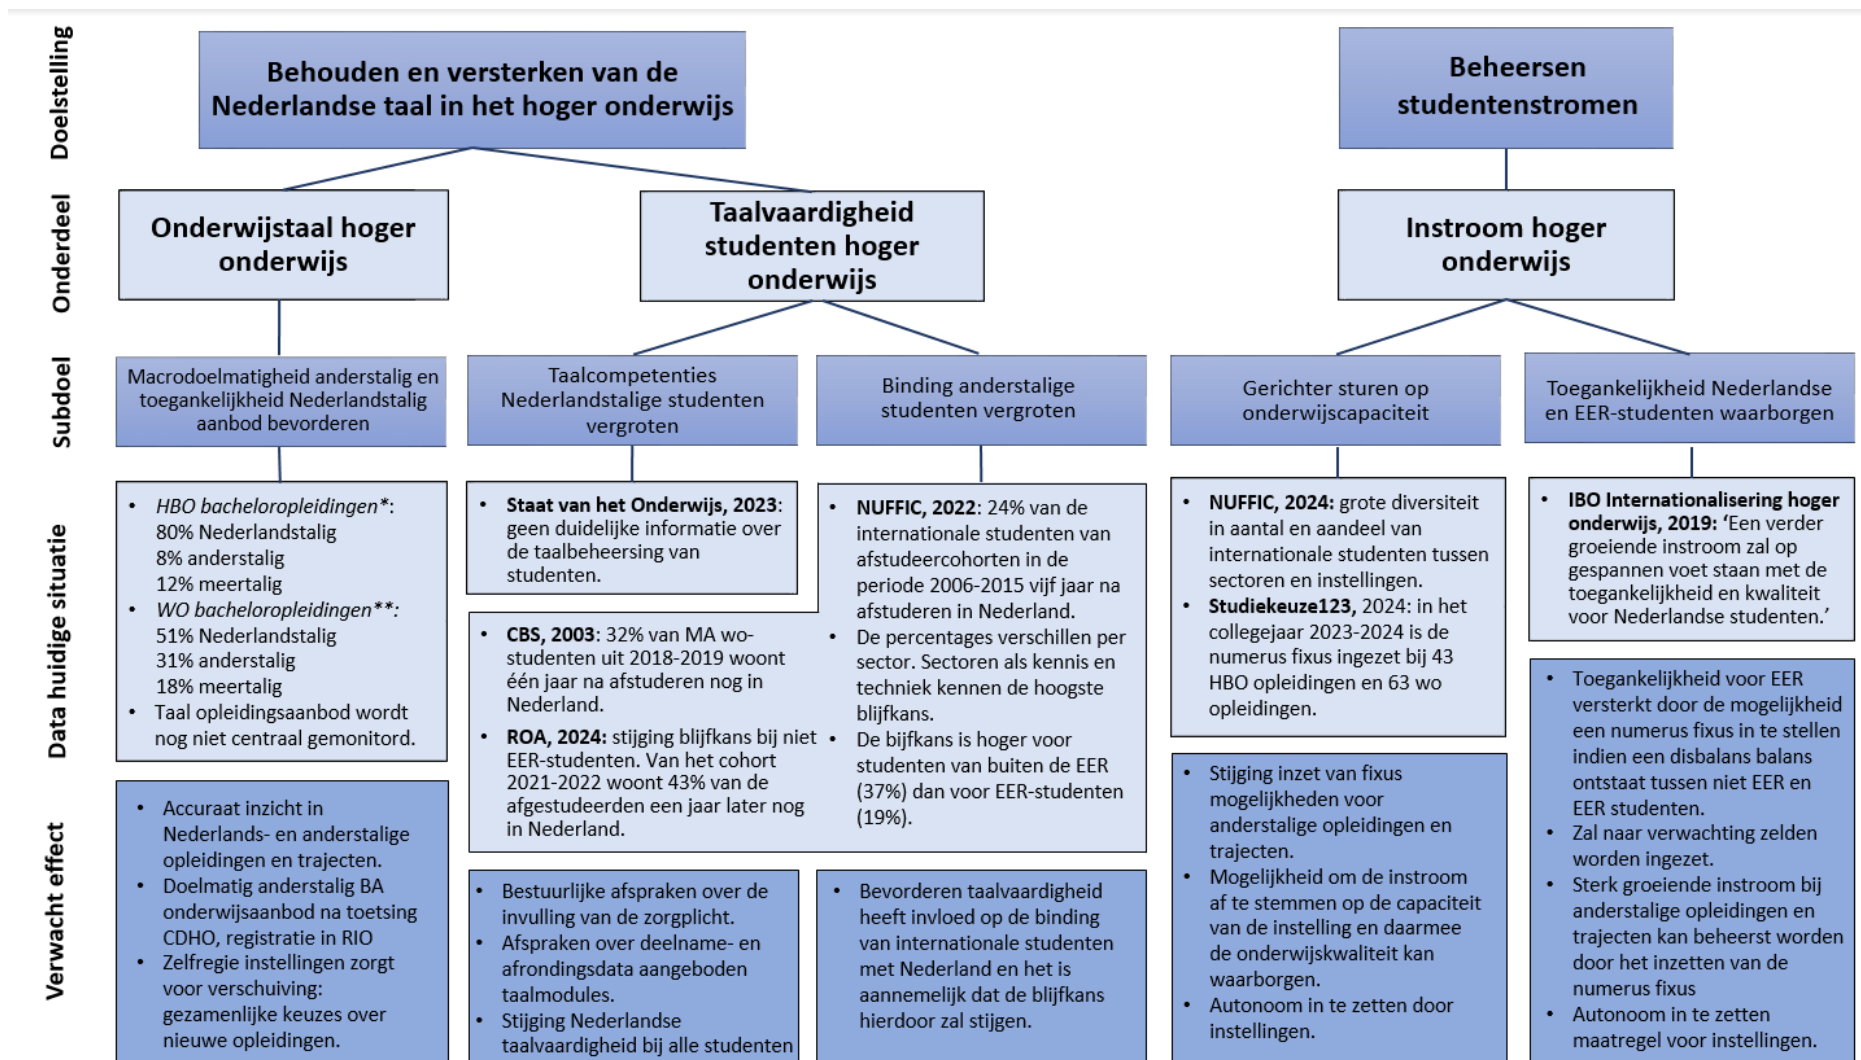 Doelstelling
Behouden en versterken van de
Nederlandse taal in het hoger onderwijs
Beheersen
studentenstromen
Onderdeel
Onderwijstaal hoger
onderwijs
Taalvaardigheid
studenten hoger
onderwijs
Instroom hoger
onderwijs
Subdoel
Macrodoelmatigheid anderstalig en
toegankelijkheid Nederlandstalig
aanbod bevorderen
Taalcompetenties
Nederlandstalige studenten
vergroten
Binding anderstalige
studenten vergroten
Gerichter sturen op
onderwijscapaciteit
Toegankelijkheid Nederlandse
en EER-studenten waarborgen
Data huidige situatie
• HBO bacheloropleidingen*:
80% Nederlandstalig
8% anderstalig
12% meertalig
• WO bacheloropleidingen**:
51% Nederlandstalig
31% anderstalig
18% meertalig
• Taal opleidingsaanbod wordt
nog niet centraal gemonitord.
• Staat van het Onderwijs, 2023:
geen duidelijke informatie over
de taalbeheersing van
studenten.
• CBS, 2003: 32% van MA wo-
studenten uit 2018-2019 woont
één jaar na afstuderen nog in
Nederland.
• ROA, 2024: stijging blijfkans bij niet
EER-studenten. Van het cohort
2021-2022 woont 43% van de
afgestudeerden een jaar later nog
in Nederland.
• NUFFIC, 2022: 24% van de
internationale studenten van
afstudeercohorten in de
periode 2006-2015 vijf jaar na
afstuderen in Nederland.
• De percentages verschillen per
sector. Sectoren als kennis en
techniek kennen de hoogste
blijfkans.
• De bijfkans is hoger voor
studenten van buiten de EER
(37%) dan voor EER-studenten
(19%).
• NUFFIC, 2024: grote diversiteit
in aantal en aandeel van
internationale studenten tussen
sectoren en instellingen.
• Studiekeuze123, 2024: in het
collegejaar 2023-2024 is de
numerus fixus ingezet bij 43
HBO opleidingen en 63 wo
opleidingen.
• IBO Internationalisering hoger
onderwijs, 2019: ‘Een verder
groeiende instroom zal op
gespannen voet staan met de
toegankelijkheid en kwaliteit
voor Nederlandse studenten.’
Verwacht effect
• Accuraat inzicht in
Nederlands- en anderstalige
opleidingen en trajecten.
• Doelmatig anderstalig BA
onderwijsaanbod na toetsing
CDHO, registratie in RIO
• Zelfregie instellingen zorgt
voor verschuiving:
gezamenlijke keuzes over
nieuwe opleidingen.
• Bestuurlijke afspraken over de
invulling van de zorgplicht.
• Afspraken over deelname- en
afrondingsdata aangeboden
taalmodules.
• Stijging Nederlandse
taalvaardigheid bij alle studenten
• Bevorderen taalvaardigheid
heeft invloed op de binding
van internationale studenten
met Nederland en het is
aannemelijk dat de blijfkans
hierdoor zal stijgen.
• Stijging inzet van fixus
mogelijkheden voor
anderstalige opleidingen en
trajecten.
• Mogelijkheid om de instroom
af te stemmen op de capaciteit
van de instelling en daarmee
de onderwijskwaliteit kan
waarborgen.
• Autonoom in te zetten door
instellingen.
• Toegankelijkheid voor EER
versterkt door de mogelijkheid
een numerus fixus in te stellen
indien een disbalans balans
ontstaat tussen niet EER en
EER studenten.
• Zal naar verwachting zelden
worden ingezet.
• Sterk groeiende instroom bij
anderstalige opleidingen en
trajecten kan beheerst worden
door het inzetten van de
numerus fixus
• Autonoom in te zetten
maatregel voor instellingen.